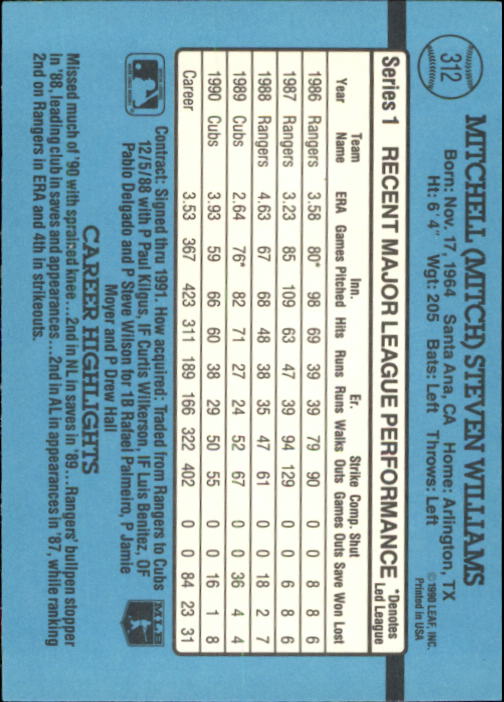 312
MITCHELL (MITCH) STEVEN WILLIAMS
Born: Nov. 17, 1964 Santa Ana, CA Home: Arlington, TX
Ht: 6' 4" Wgt: 205 Bats: Left Throws: Left
© 1990 LEAF, INC.
Printed in USA
Series 1 RECENT MAJOR LEAGUE PERFORMANCE *Denotes Led League
Year Team Name ERA Games Inn. Pitched Hits Runs Er. Runs Walks Strike Outs Comp. Games Shut Outs Save Won Lost
1986 Rangers 3.58 80* 98 69 39 39 79 90 0 0 8 8 6
1987 Rangers 3.23 85 109 63 47 39 94 129 0 0 6 8 6
1988 Rangers 4.63 67 68 48 38 35 47 61 0 0 18 2 7
1989 Cubs 2.64 76* 82 71 27 24 52 67 0 0 36 4 4
1990 Cubs 3.93 59 66 60 38 29 50 55 0 0 16 1 8
Career 3.53 367 423 311 189 166 322 402 0 0 84 23 31
Contract: Signed thru 1991. How acquired: Traded from Rangers to Cubs
12/5/88 with P Paul Kilgus, IF Curtis Wilkerson, IF Luis Benitez, OF
Pablo Delgado and P Steve Wilson for 1B Rafael Palmeiro, P Jamie
Moyer and P Drew Hall
MLB
CAREER HIGHLIGHTS
Missed much of '90 with sprained knee...2nd in NL in saves in '89...Rangers' bullpen stopper
in '88, leading club in saves and appearances...2nd in AL in appearances in '87, while ranking
2nd on Rangers in ERA and 4th in strikeouts.